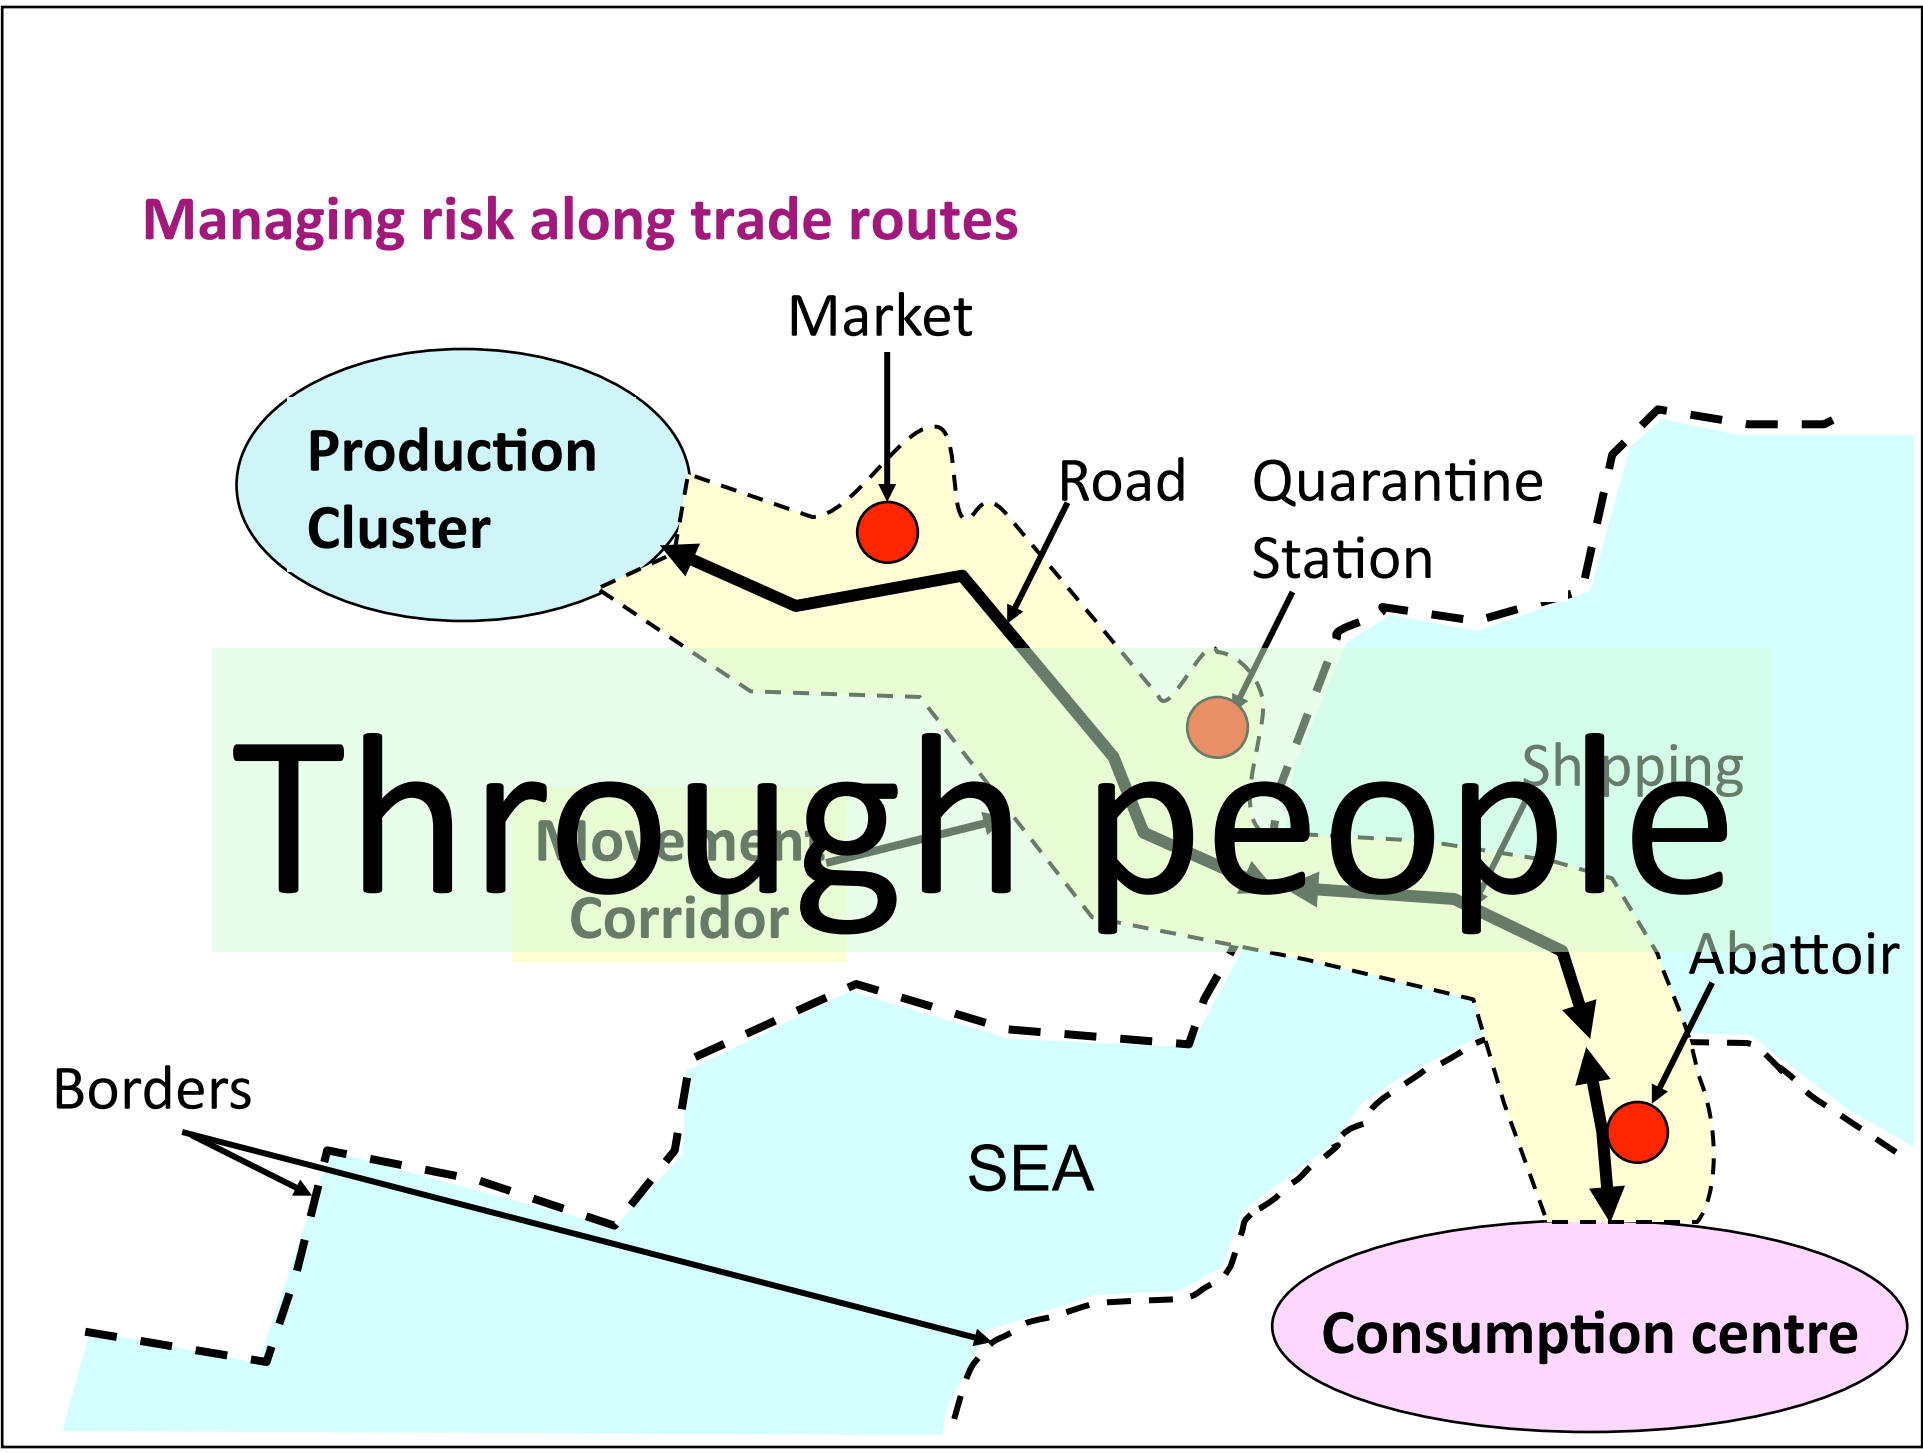 Managing risk along trade routes
Market
Production
Cluster
Road
Quarantine
Station
Shipping
Through people
Movement
Corridor
Abattoir
Borders
SEA
Consumption centre